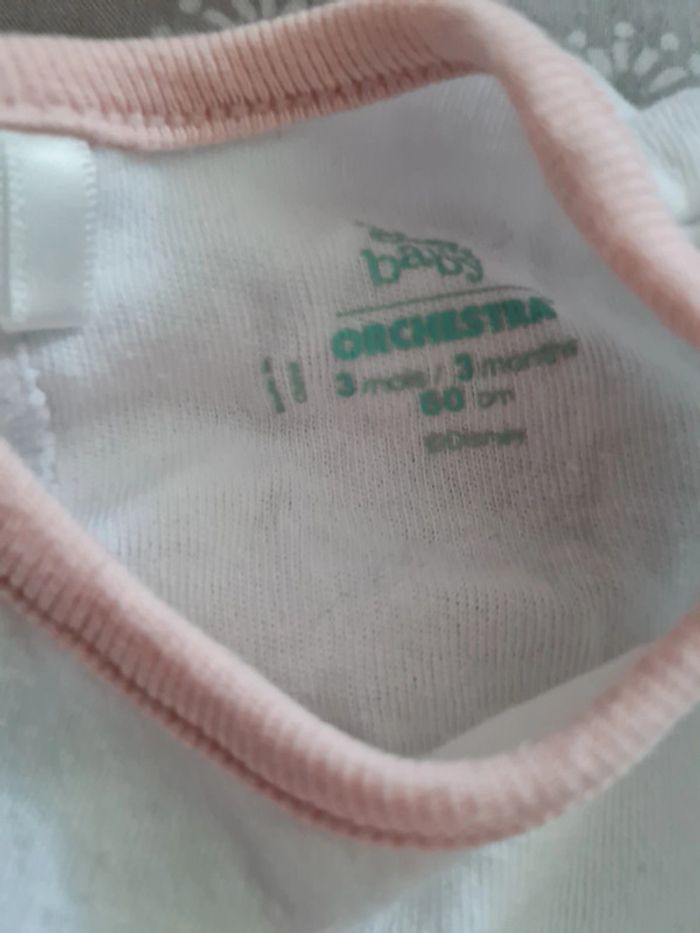 baby
ORCHESTRA
3 mois / 3 months
60 cm
©Disney